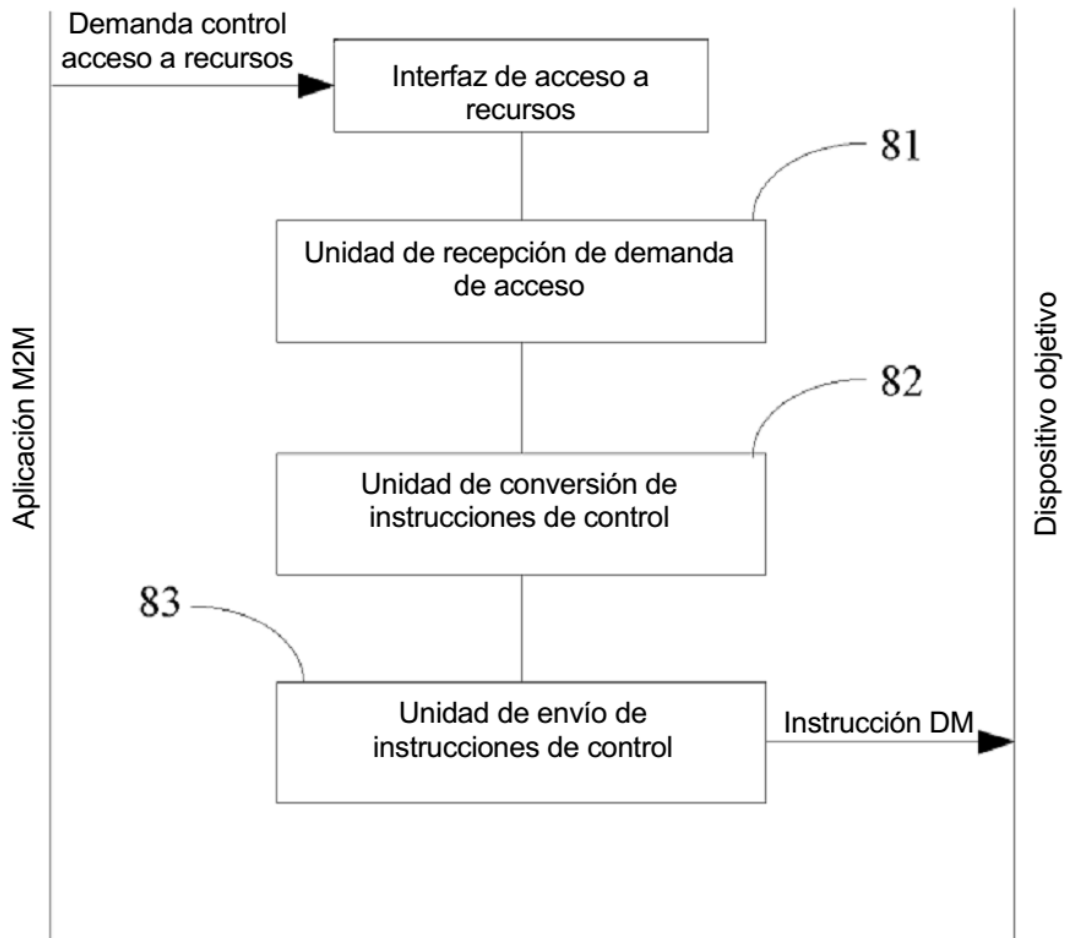 Demanda control
acceso a recursos
Interfaz de acceso a
recursos
81
Unidad de recepción de demanda
de acceso
Aplicación M2M
Dispositivo objetivo
82
Unidad de conversión de
instrucciones de control
83
Unidad de envío de
instrucciones de control
Instrucción DM